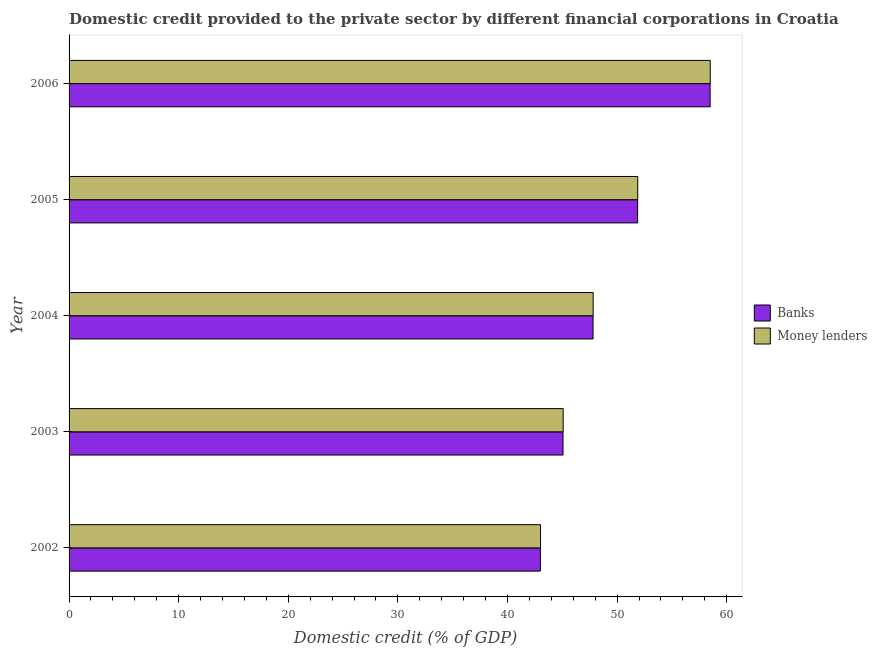 Domestic credit provided to the private sector by different financial corporations in Croatia
Year
2006
2005
2004
2003
2002
0
10
20
30
40
50
60
Domestic credit (% of GDP)
Banks
Money lenders